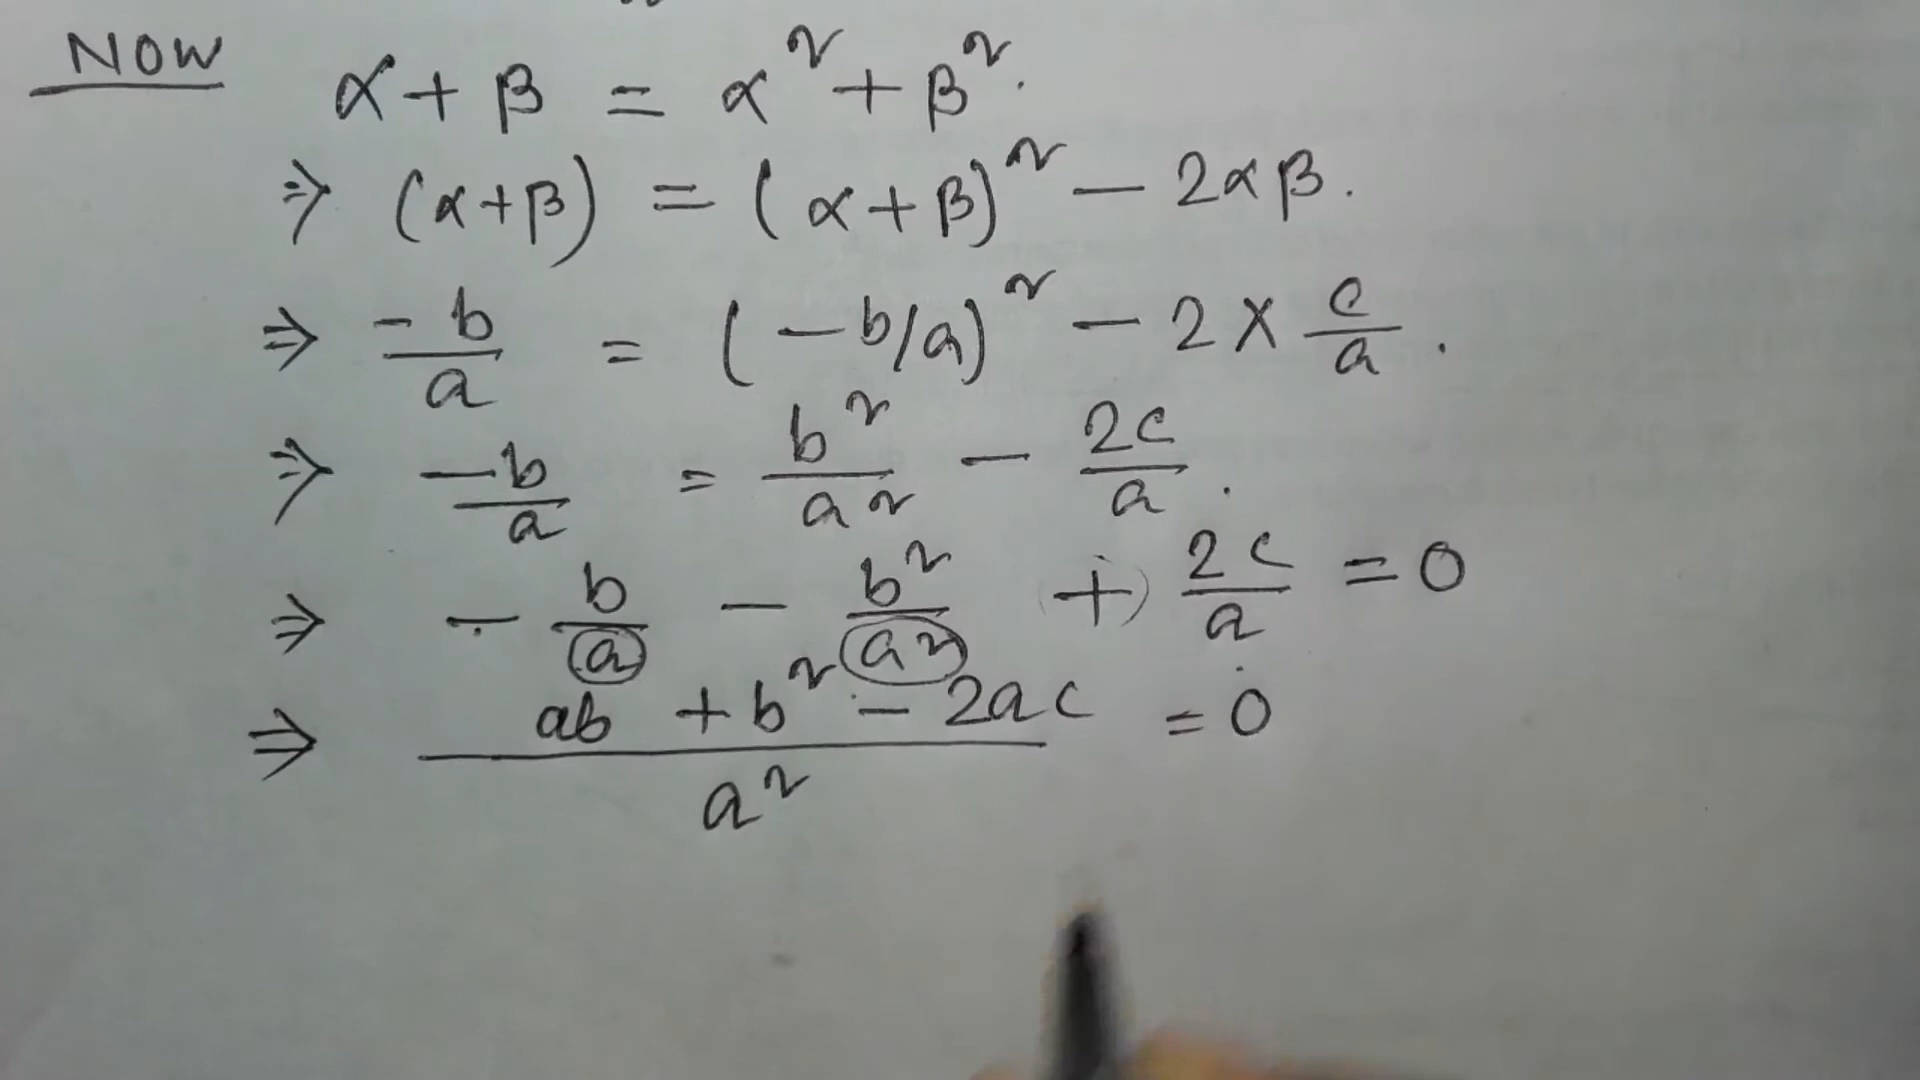 NOW α + β = α² + β².
⇒ (α+β) = (α+β)² − 2αβ.
⇒ −b/a = (−b/a)² − 2 × c/a.
⇒ −b/a = b²/a² − 2c/a.
⇒ − b/a − b²/a² + 2c/a = 0
⇒ (ab + b² − 2ac)/a² = 0